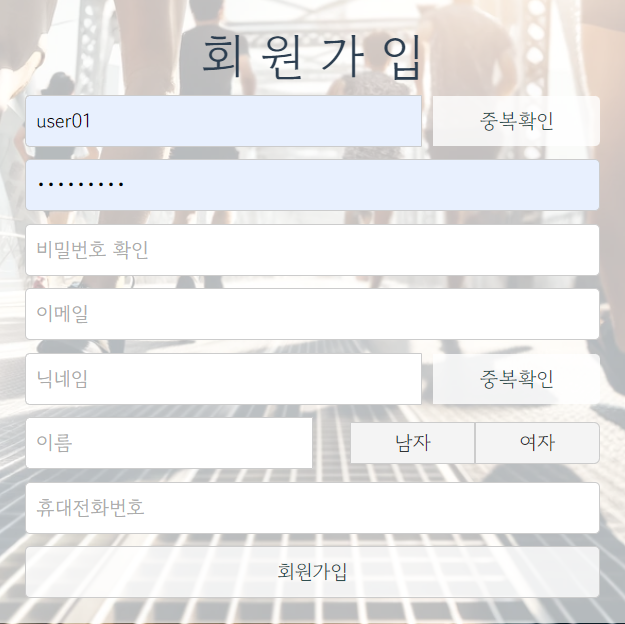 회 원 가 입
user01 중복확인
•••••••••
비밀번호 확인
이메일
닉네임 중복확인
이름 남자 여자
휴대전화번호
회원가입